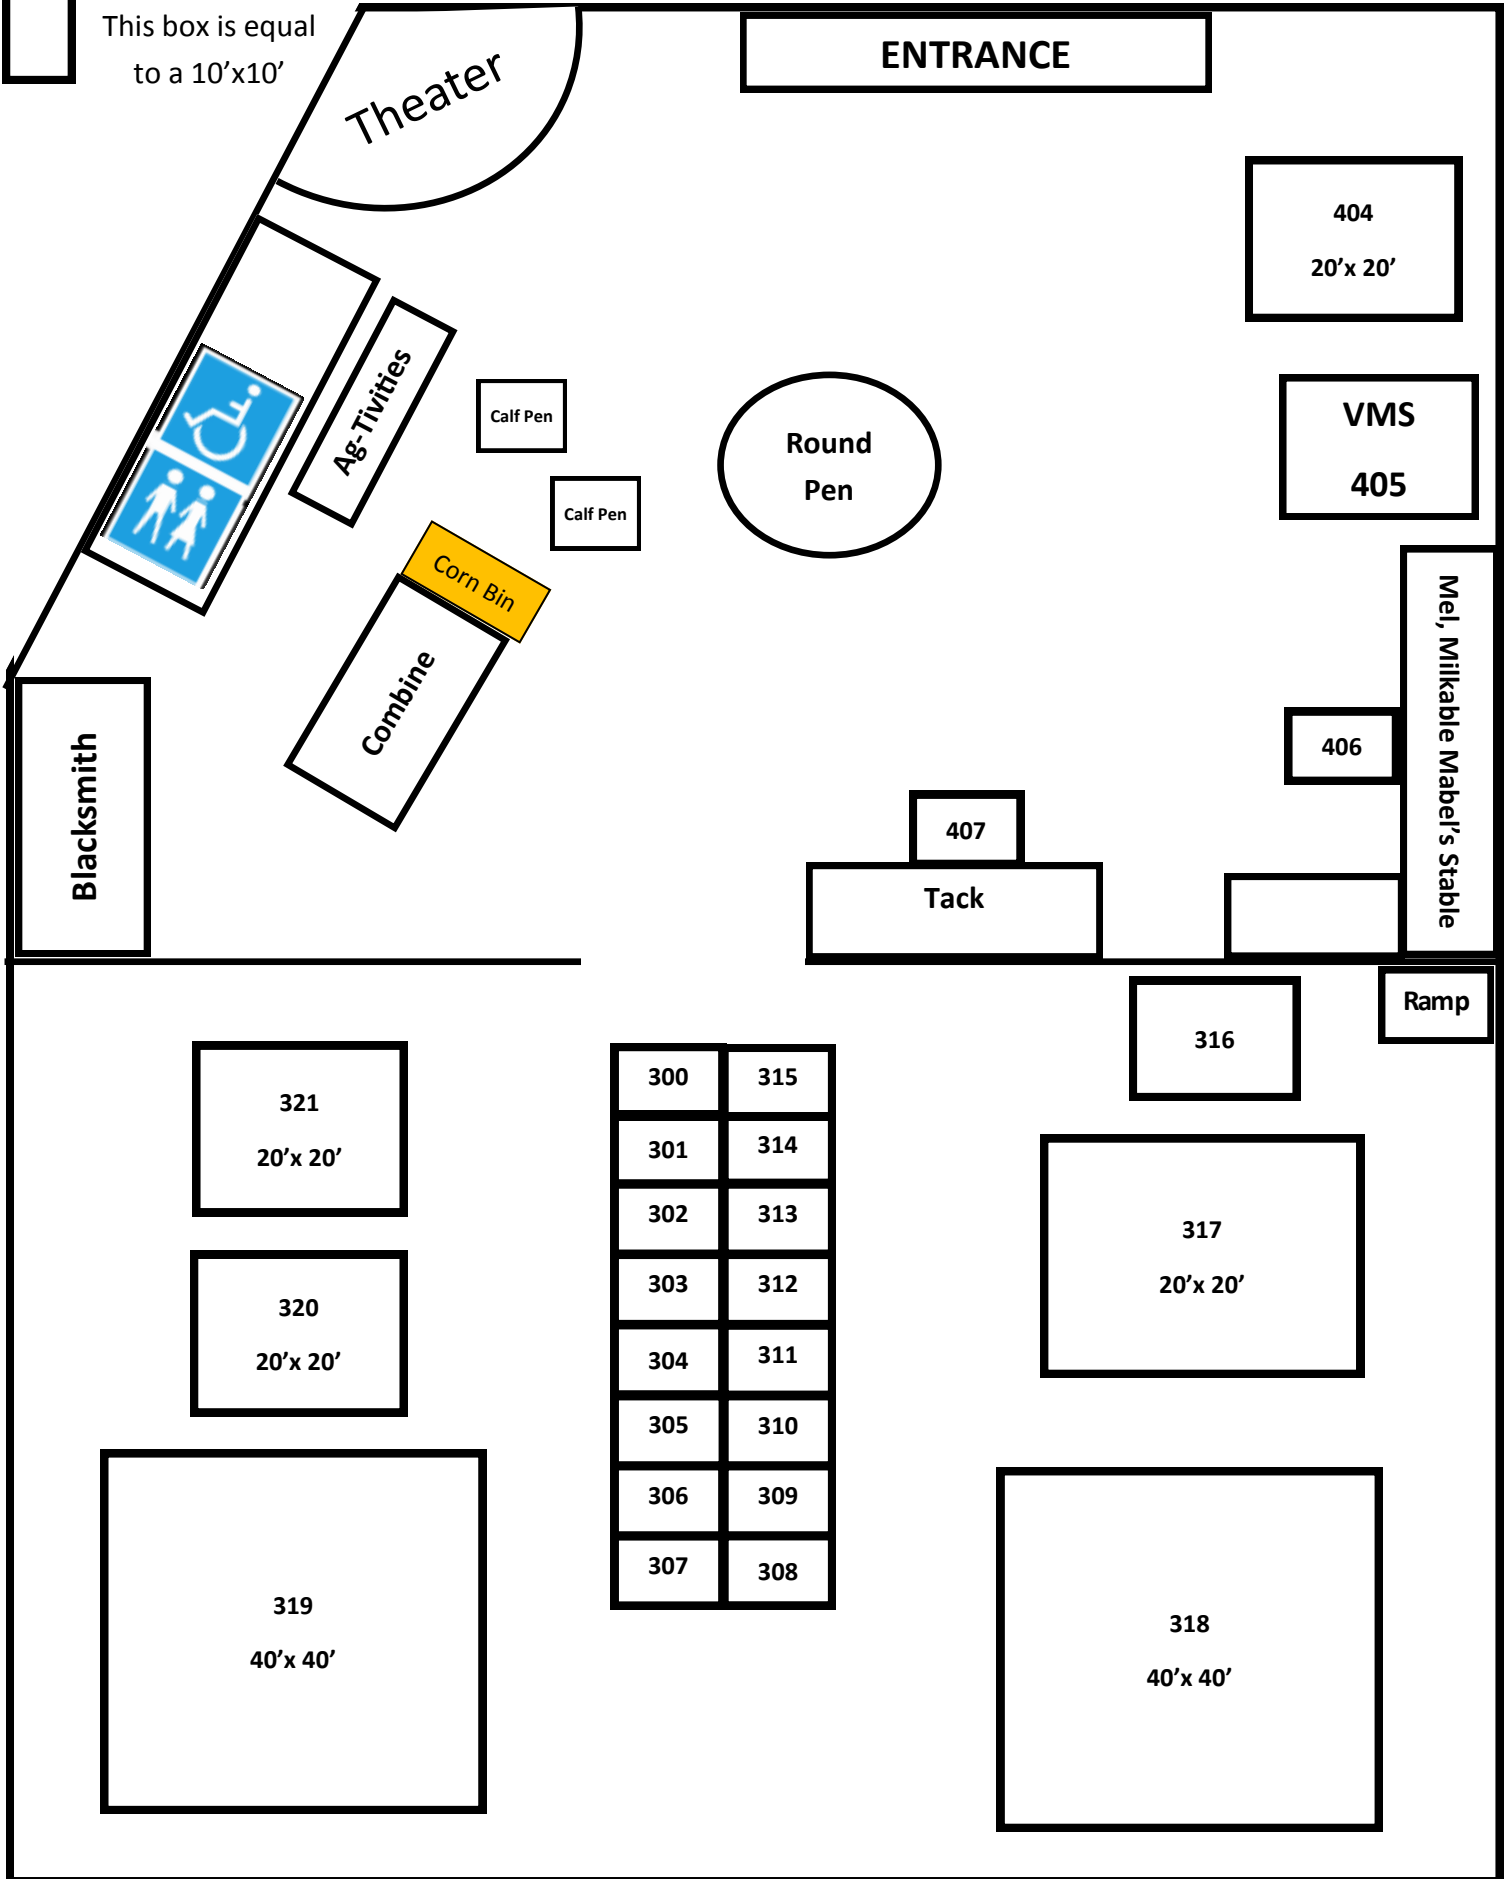 This box is equal
to a 10’x10’
Theater
ENTRANCE
404
20’x 20’
Ag-Tivities
Calf Pen
Calf Pen
Round
Pen
VMS
405
Corn Bin
Combine
Mel, Milkable Mabel’s Stable
406
Blacksmith
407
Tack
Ramp
316
321
20’x 20’
300
315
301
314
302
313
303
312
304
311
305
310
306
309
307
308
317
20’x 20’
320
20’x 20’
319
40’x 40’
318
40’x 40’